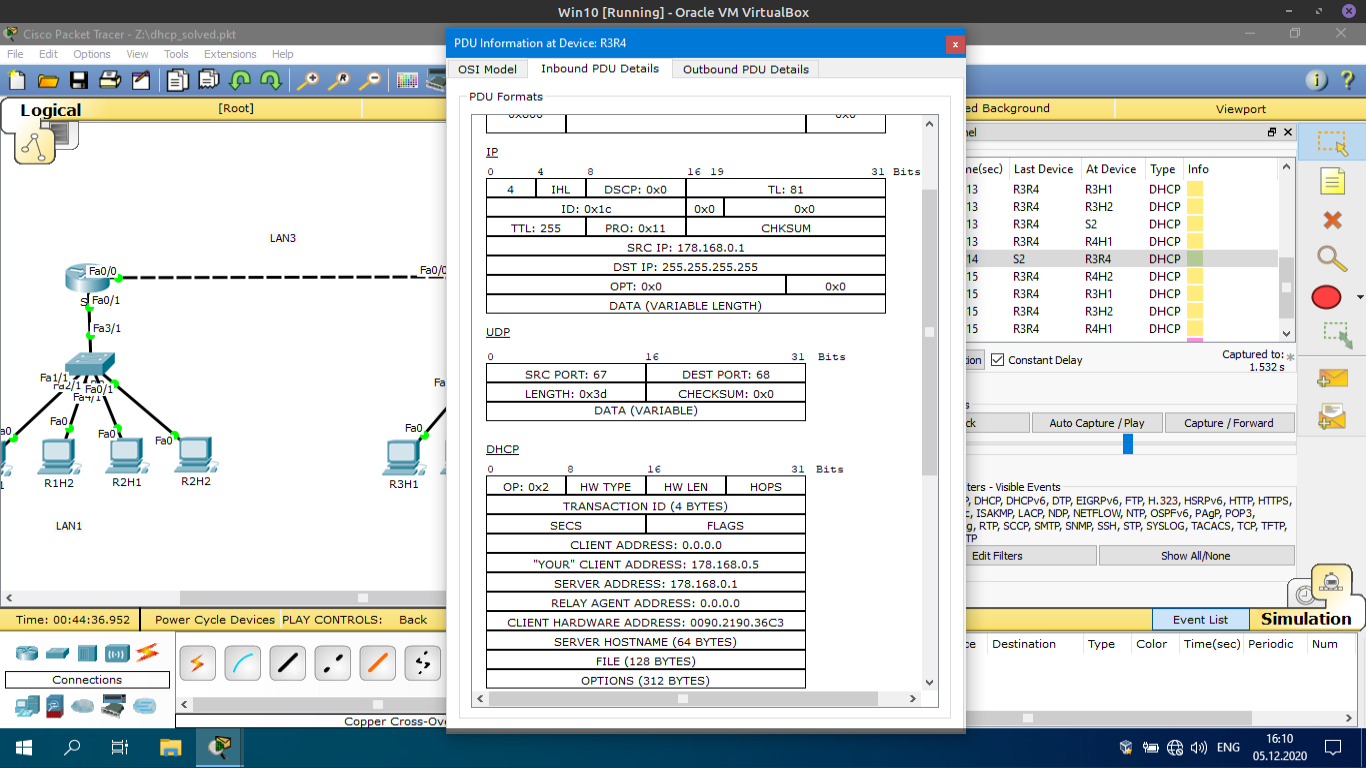 Win10 [Running] - Oracle VM VirtualBox
Cisco Packet Tracer - Z:\dhcp_solved.pkt
File Edit Options View Tools Extensions Help
Logical
[Root]
ed Background
Viewport
PDU Information at Device: R3R4
x
OSI Model
Inbound PDU Details
Outbound PDU Details
PDU Formats
IP
0 4 8 16 19 31 Bits
4 IHL DSCP: 0x0 TL: 81
ID: 0x1c 0x0 0x0
TTL: 255 PRO: 0x11 CHKSUM
SRC IP: 178.168.0.1
DST IP: 255.255.255.255
OPT: 0x0 0x0
DATA (VARIABLE LENGTH)
UDP
0 16 31 Bits
SRC PORT: 67 DEST PORT: 68
LENGTH: 0x3d CHECKSUM: 0x0
DATA (VARIABLE)
DHCP
0 8 16 31 Bits
OP: 0x2 HW TYPE HW LEN HOPS
TRANSACTION ID (4 BYTES)
SECS FLAGS
CLIENT ADDRESS: 0.0.0.0
"YOUR" CLIENT ADDRESS: 178.168.0.5
SERVER ADDRESS: 178.168.0.1
RELAY AGENT ADDRESS: 0.0.0.0
CLIENT HARDWARE ADDRESS: 0090.2190.36C3
SERVER HOSTNAME (64 BYTES)
FILE (128 BYTES)
OPTIONS (312 BYTES)
LAN3
Fa0/0
Fa0/0
Fa0/1
Fa3/1
Fa1/1
Fa2/1
Fa0/1
Fa4/1
Fa0
Fa0
Fa0
Fa0
Fa
R1H2
R2H1
R2H2
R3H1
LAN1
nel
me(sec) Last Device At Device Type Info
13 R3R4 R3H1 DHCP
13 R3R4 R3H2 DHCP
13 R3R4 S2 DHCP
13 R3R4 R4H1 DHCP
14 S2 R3R4 DHCP
15 R3R4 R4H2 DHCP
15 R3R4 R3H1 DHCP
15 R3R4 R3H2 DHCP
15 R3R4 R4H1 DHCP
tion
Constant Delay
Captured to:
1.532 s
*
s
ck
Auto Capture / Play
Capture / Forward
ters - Visible Events
P, DHCP, DHCPv6, DTP, EIGRPv6, FTP, H.323, HSRPv6, HTTP, HTTPS,
c, ISAKMP, LACP, NDP, NETFLOW, NTP, OSPFv6, PAgP, POP3,
g, RTP, SCCP, SMTP, SNMP, SSH, STP, SYSLOG, TACACS, TCP, TFTP,
TP
Edit Filters
Show All/None
Time: 00:44:36.952
Power Cycle Devices PLAY CONTROLS: Back
Event List
Simulation
Connections
Copper Cross-Ove
ce Destination Type Color Time(sec) Periodic Num
ENG
16:10
05.12.2020